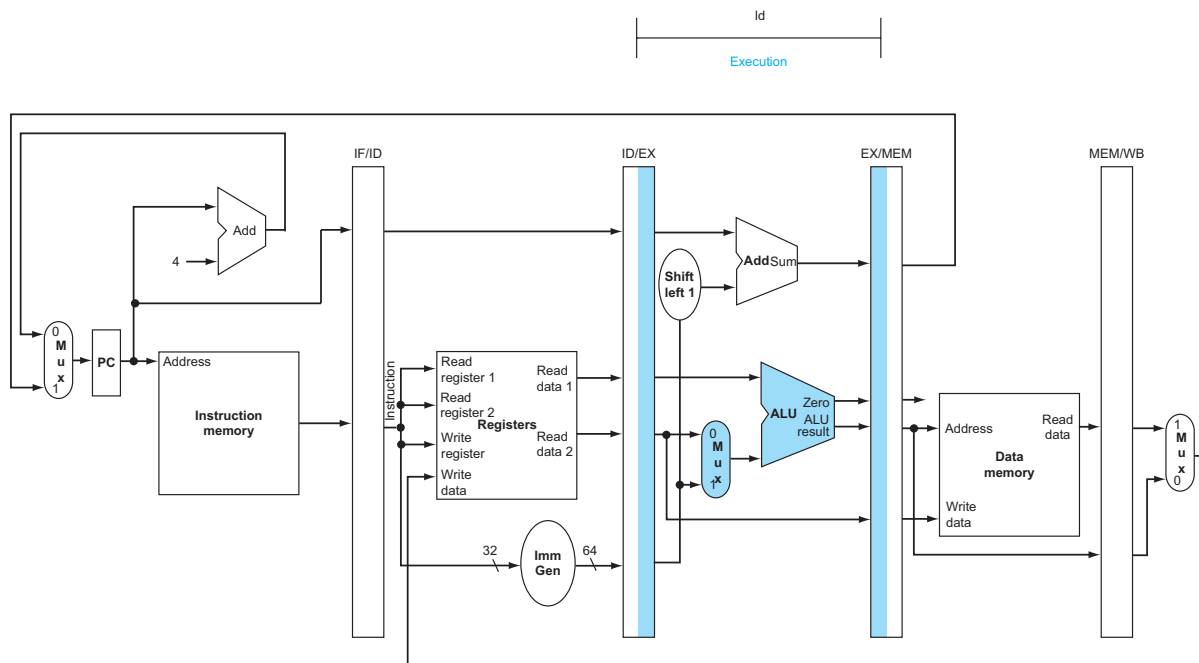 ld
Execution
IF/ID
ID/EX
EX/MEM
MEM/WB
Add
4
Add Sum
Shift
left 1
0
M
u
x
1
PC
Address
Instruction
memory
Instruction
Read
register 1
Read
register 2
Registers
Write
register
Write
data
Read
data 1
Read
data 2
0
M
u
x
1
Zero
ALU
ALU
result
Address
Read
data
Data
memory
Write
data
1
M
u
x
0
32
Imm
Gen
64